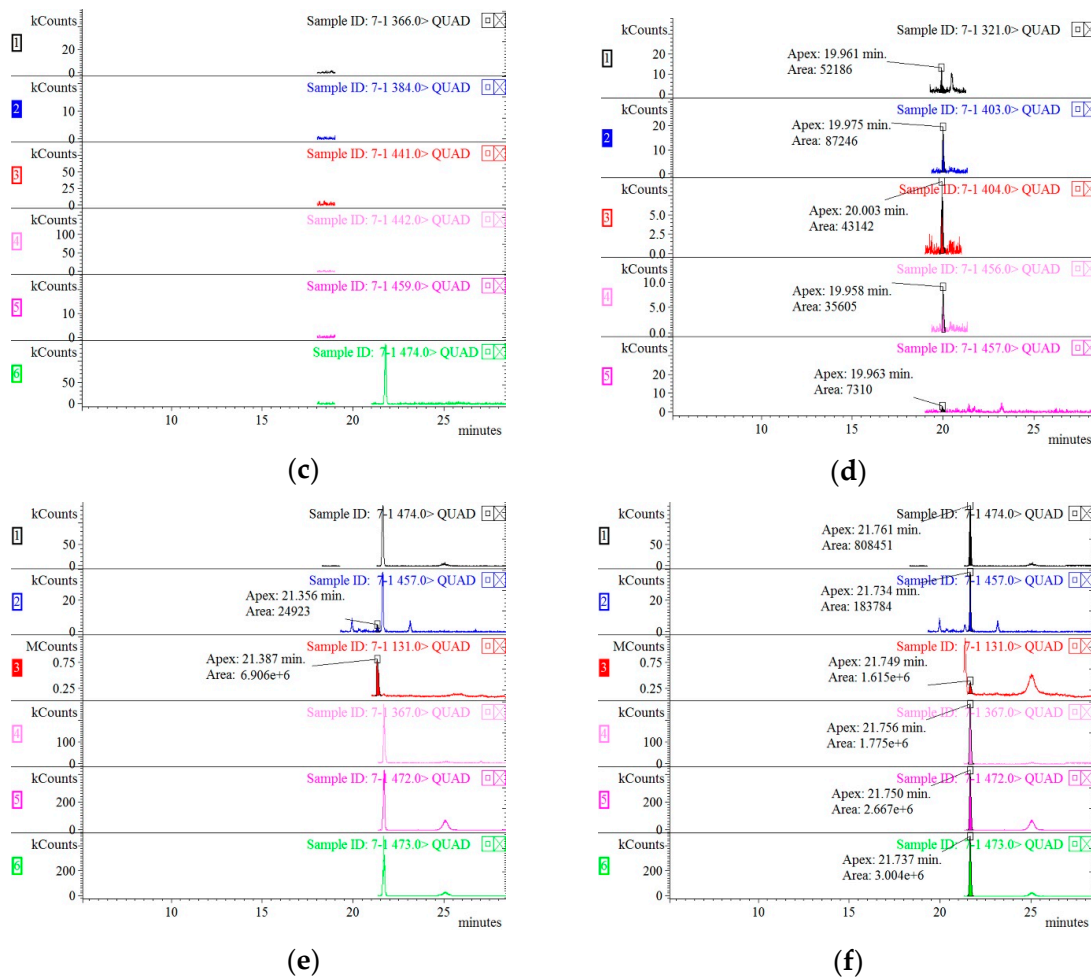 kCounts Sample ID: 7-1 366.0> QUAD
1
20
0
kCounts Sample ID: 7-1 384.0> QUAD
2
10
0
kCounts Sample ID: 7-1 441.0> QUAD
3
50
25
0
kCounts Sample ID: 7-1 442.0> QUAD
4
100
50
0
kCounts Sample ID: 7-1 459.0> QUAD
5
10
0
kCounts Sample ID: 7-1 474.0> QUAD
6
50
0
10 15 20 25
minutes
(c)
kCounts Sample ID: 7-1 321.0> QUAD
1
20
10
0
Apex: 19.961 min.
Area: 52186
kCounts Sample ID: 7-1 403.0> QUAD
2
20
10
0
Apex: 19.975 min.
Area: 87246
kCounts Sample ID: 7-1 404.0> QUAD
3
5.0
2.5
0.0
Apex: 20.003 min.
Area: 43142
kCounts Sample ID: 7-1 456.0> QUAD
4
10.0
5.0
0.0
Apex: 19.958 min.
Area: 35605
kCounts Sample ID: 7-1 457.0> QUAD
5
20
10
0
Apex: 19.963 min.
Area: 7310
10 15 20 25
minutes
(d)
kCounts Sample ID: 7-1 474.0> QUAD
1
50
0
kCounts Sample ID: 7-1 457.0> QUAD
2
20
0
Apex: 21.356 min.
Area: 24923
MCounts Sample ID: 7-1 131.0> QUAD
3
0.75
0.25
Apex: 21.387 min.
Area: 6.906e+6
kCounts Sample ID: 7-1 367.0> QUAD
4
100
0
kCounts Sample ID: 7-1 472.0> QUAD
5
200
0
kCounts Sample ID: 7-1 473.0> QUAD
6
200
0
10 15 20 25
minutes
(e)
kCounts Sample ID: 7-1 474.0> QUAD
1
50
0
Apex: 21.761 min.
Area: 808451
kCounts Sample ID: 7-1 457.0> QUAD
2
20
0
Apex: 21.734 min.
Area: 183784
MCounts Sample ID: 7-1 131.0> QUAD
3
0.75
0.25
Apex: 21.749 min.
Area: 1.615e+6
kCounts Sample ID: 7-1 367.0> QUAD
4
100
0
Apex: 21.756 min.
Area: 1.775e+6
kCounts Sample ID: 7-1 472.0> QUAD
5
200
0
Apex: 21.750 min.
Area: 2.667e+6
kCounts Sample ID: 7-1 473.0> QUAD
6
200
0
Apex: 21.737 min.
Area: 3.004e+6
10 15 20 25
minutes
(f)